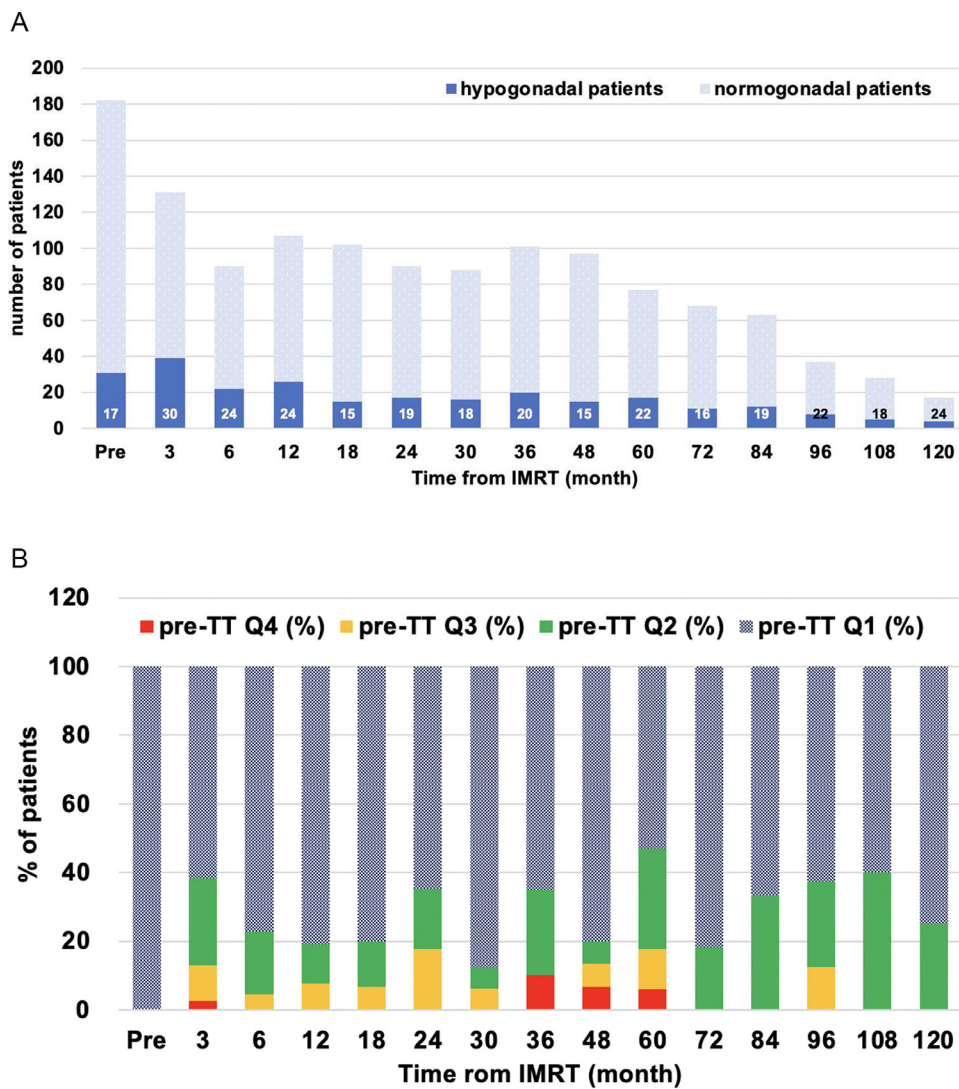 A
200
hypogonadal patients normogonadal patients
180
160
140
120
100
80
60
40
20
0
number of patients
17 30 24 24 15 19 18 20 15 22 16 19 22 18 24
Pre 3 6 12 18 24 30 36 48 60 72 84 96 108 120
Time from IMRT (month)
B
120
pre-TT Q4 (%) pre-TT Q3 (%) pre-TT Q2 (%) pre-TT Q1 (%)
100
80
60
40
20
0
% of patients
Pre 3 6 12 18 24 30 36 48 60 72 84 96 108 120
Time rom IMRT (month)